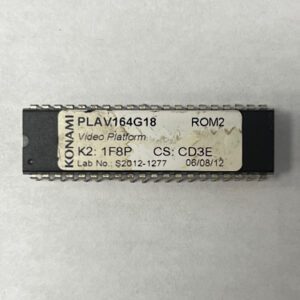 KONAMI
PLAV164G18 ROM2
Video Platform
K2: 1F8P CS: CD3E
Lab No.: S2012-1277 06/08/12